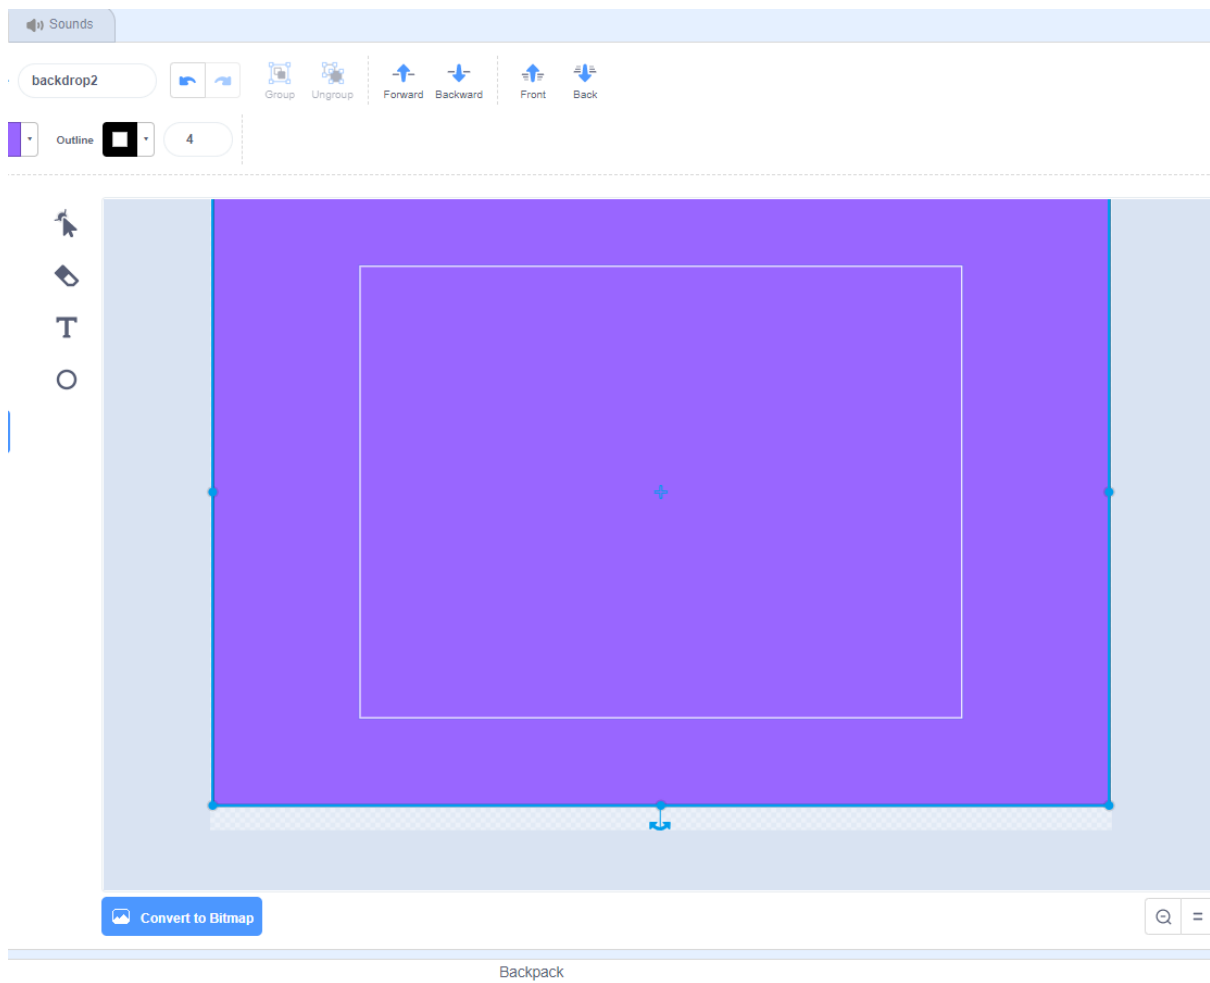 Sounds
backdrop2
Group
Ungroup
Forward
Backward
Front
Back
Outline
4
T
Convert to Bitmap
=
Backpack